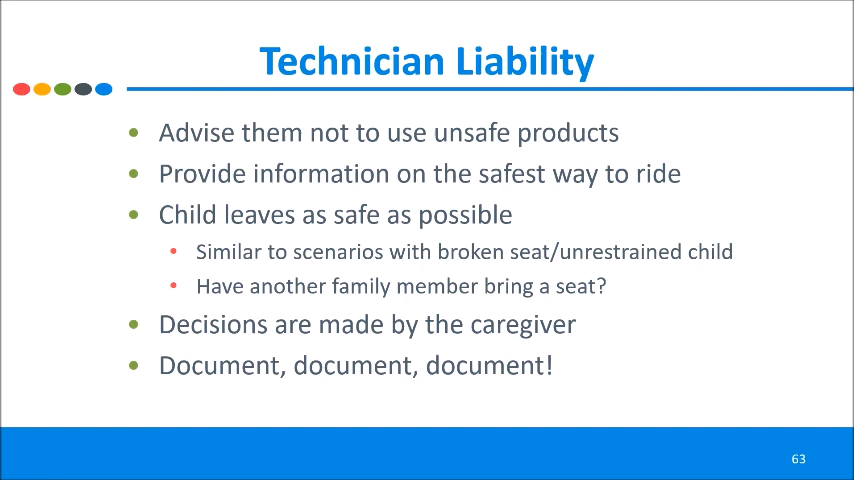 Technician Liability
• Advise them not to use unsafe products
• Provide information on the safest way to ride
• Child leaves as safe as possible
• Similar to scenarios with broken seat/unrestrained child
• Have another family member bring a seat?
• Decisions are made by the caregiver
• Document, document, document!
63